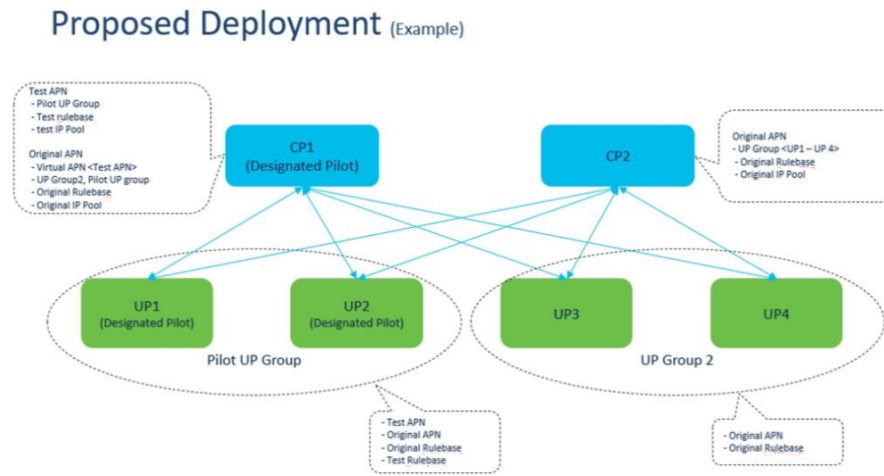 Proposed Deployment (Example)
Test APN
- Pilot UP Group
- Test rulebase
- test IP Pool
Original APN
- Virtual APN <Test APN>
- UP Group2, Pilot UP group
- Original Rulebase
- Original IP Pool
CP1
(Designated Pilot)
CP2
Original APN
- UP Group <UP1 – UP 4>
- Original Rulebase
- Original IP Pool
UP1
(Designated Pilot)
UP2
(Designated Pilot)
UP3
UP4
Pilot UP Group
UP Group 2
- Test APN
- Original APN
- Original Rulebase
- Test Rulebase
- Original APN
- Original Rulebase